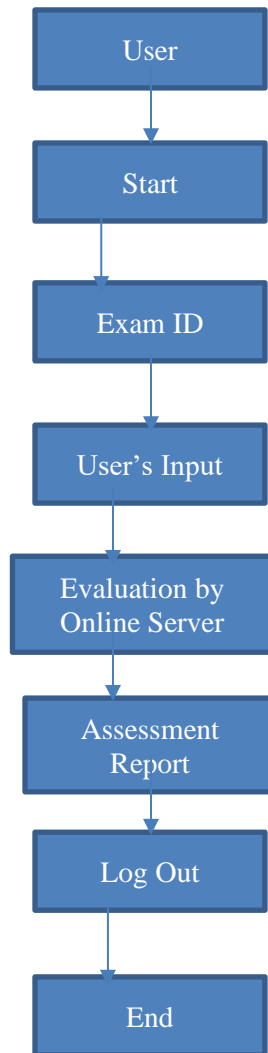 User
Start
Exam ID
User’s Input
Evaluation by
Online Server
Assessment
Report
Log Out
End